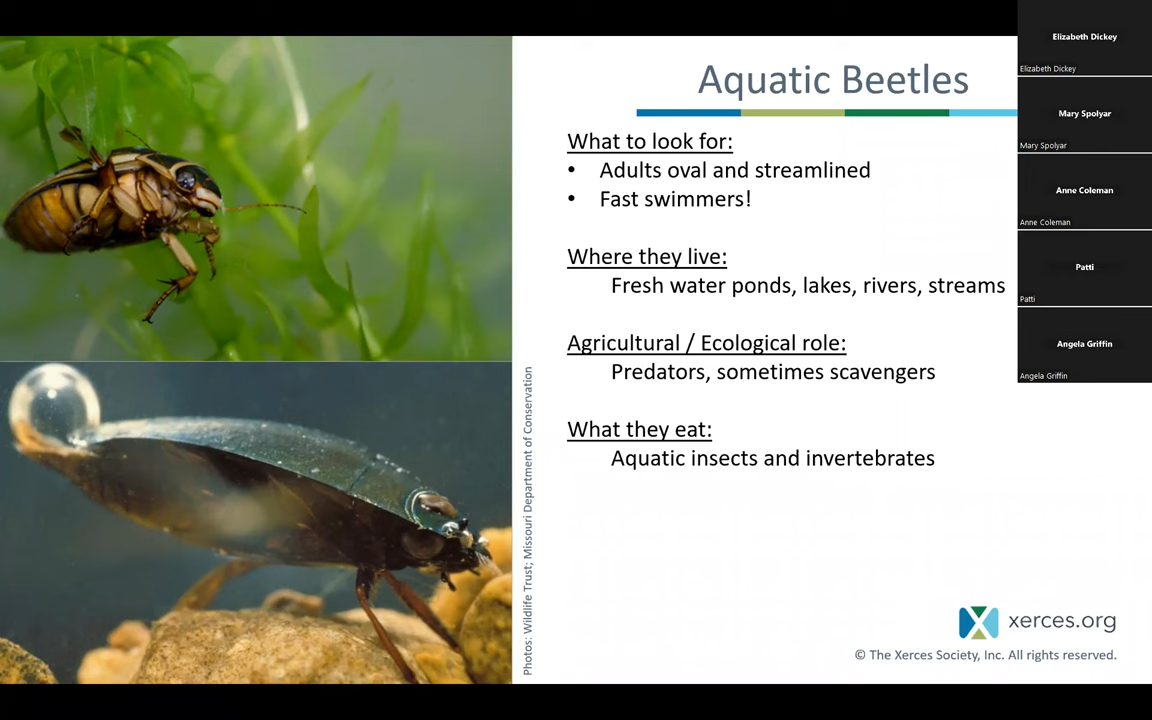 Aquatic Beetles
What to look for:
• Adults oval and streamlined
• Fast swimmers!
Where they live:
Fresh water ponds, lakes, rivers, streams
Agricultural / Ecological role:
Predators, sometimes scavengers
What they eat:
Aquatic insects and invertebrates
Photos: Wildlife Trust; Missouri Department of Conservation
xerces.org
© The Xerces Society, Inc. All rights reserved.
Elizabeth Dickey
Elizabeth Dickey
Mary Spolyar
Mary Spolyar
Anne Coleman
Anne Coleman
Patti
Patti
Angela Griffin
Angela Griffin